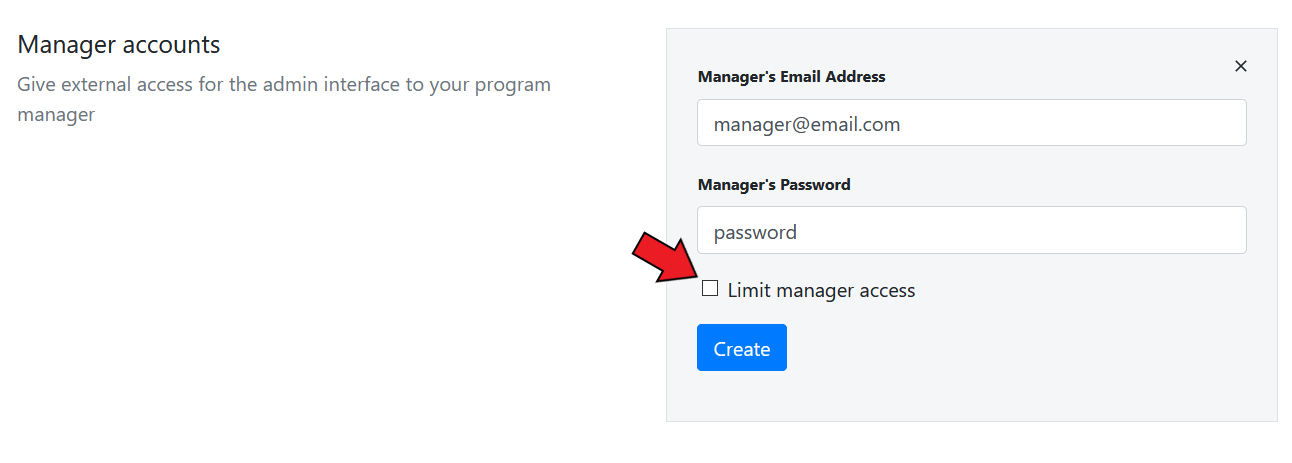 Manager accounts
Give external access for the admin interface to your program
manager
Manager's Email Address
manager@email.com
Manager's Password
password
Limit manager access
Create